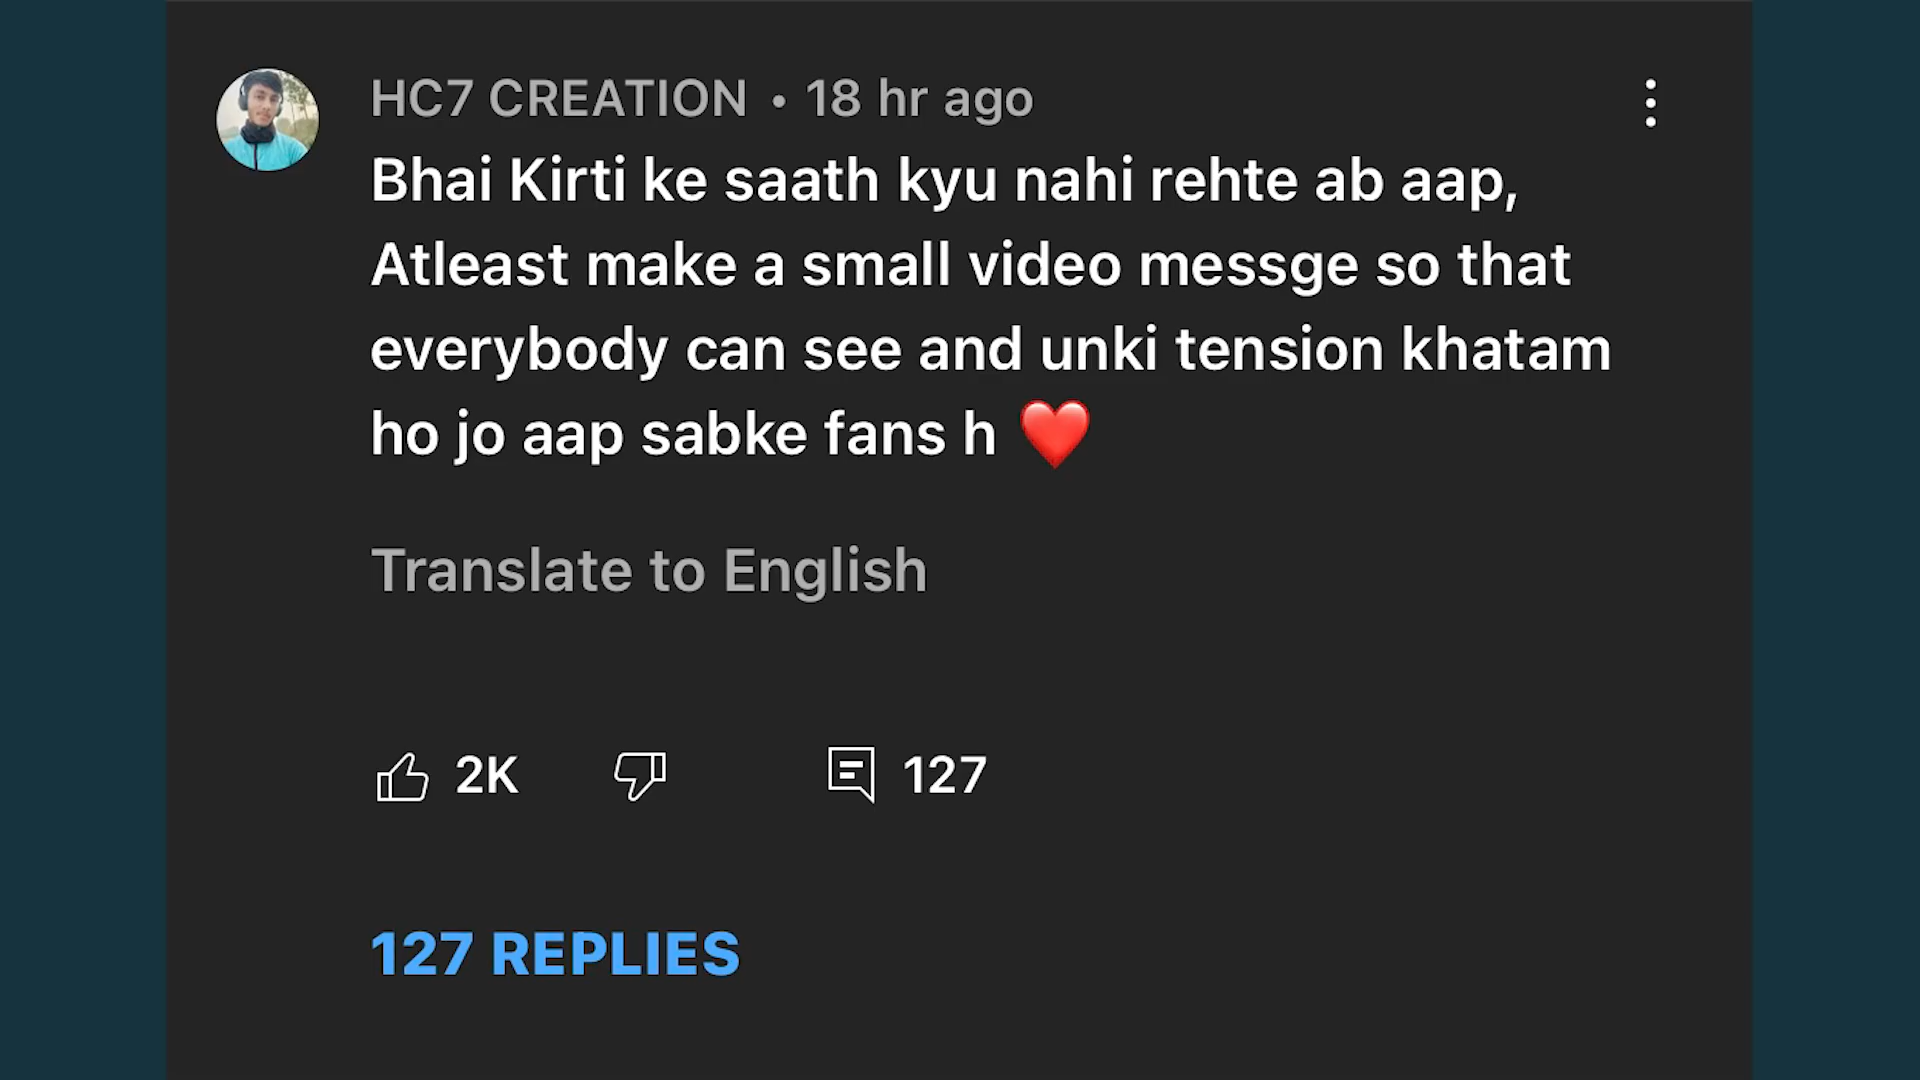 HC7 CREATION • 18 hr ago
Bhai Kirti ke saath kyu nahi rehte ab aap,
Atleast make a small video messge so that
everybody can see and unki tension khatam
ho jo aap sabke fans h ❤️
Translate to English
2K 127
127 REPLIES